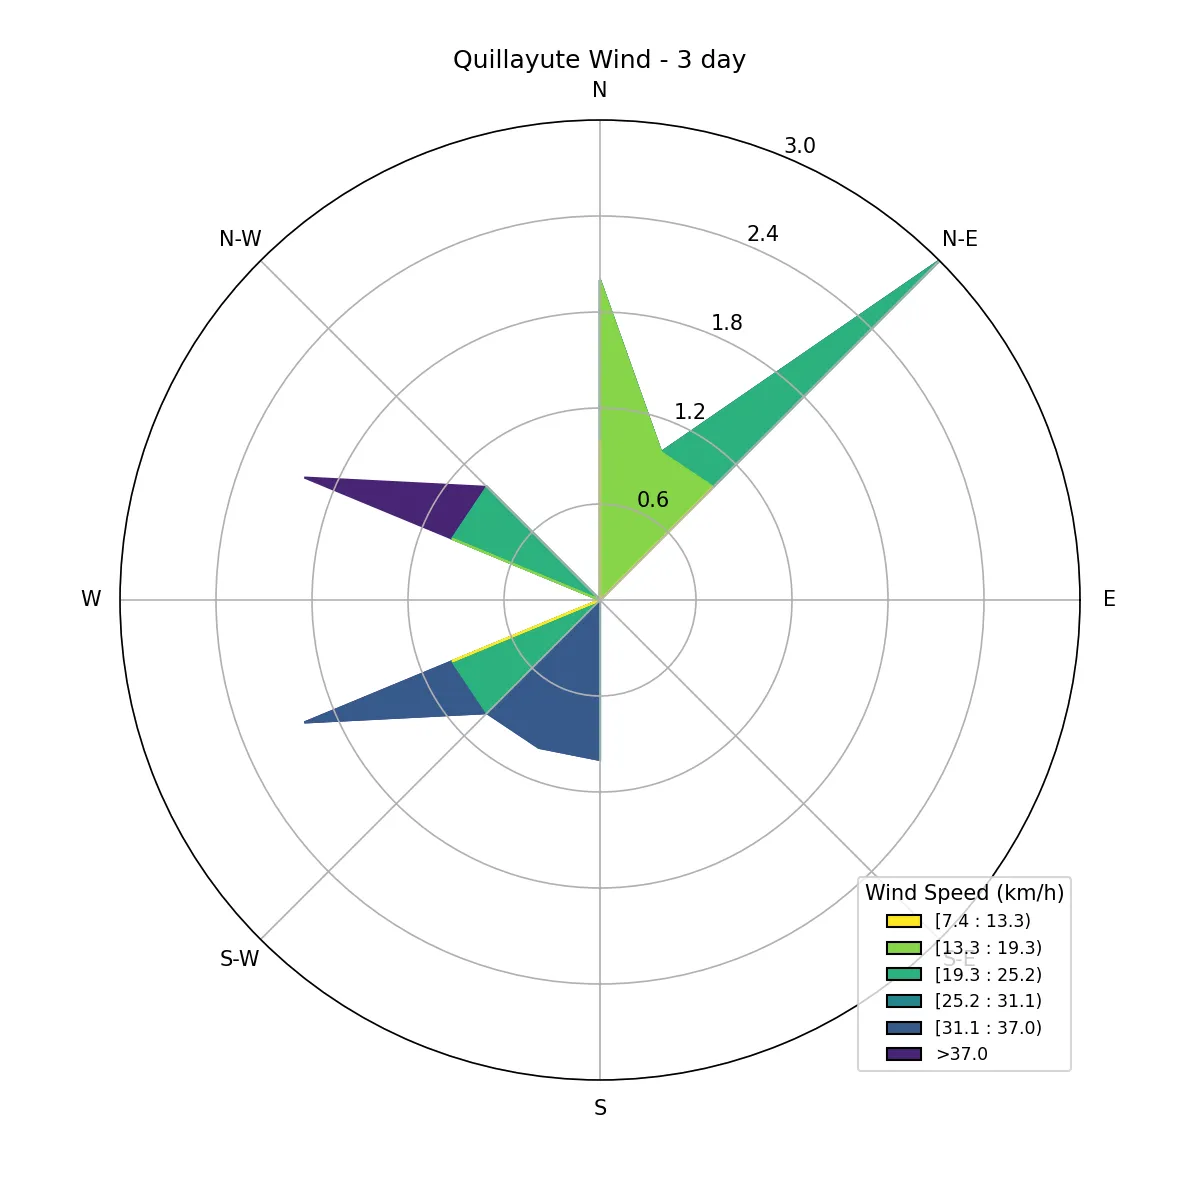 Quillayute Wind - 3 day
N
3.0
2.4
N-W
N-E
1.8
1.2
0.6
W
E
Wind Speed (km/h)
[7.4 : 13.3)
[13.3 : 19.3)
S-W
S-E
[19.3 : 25.2)
[25.2 : 31.1)
[31.1 : 37.0)
>37.0
S